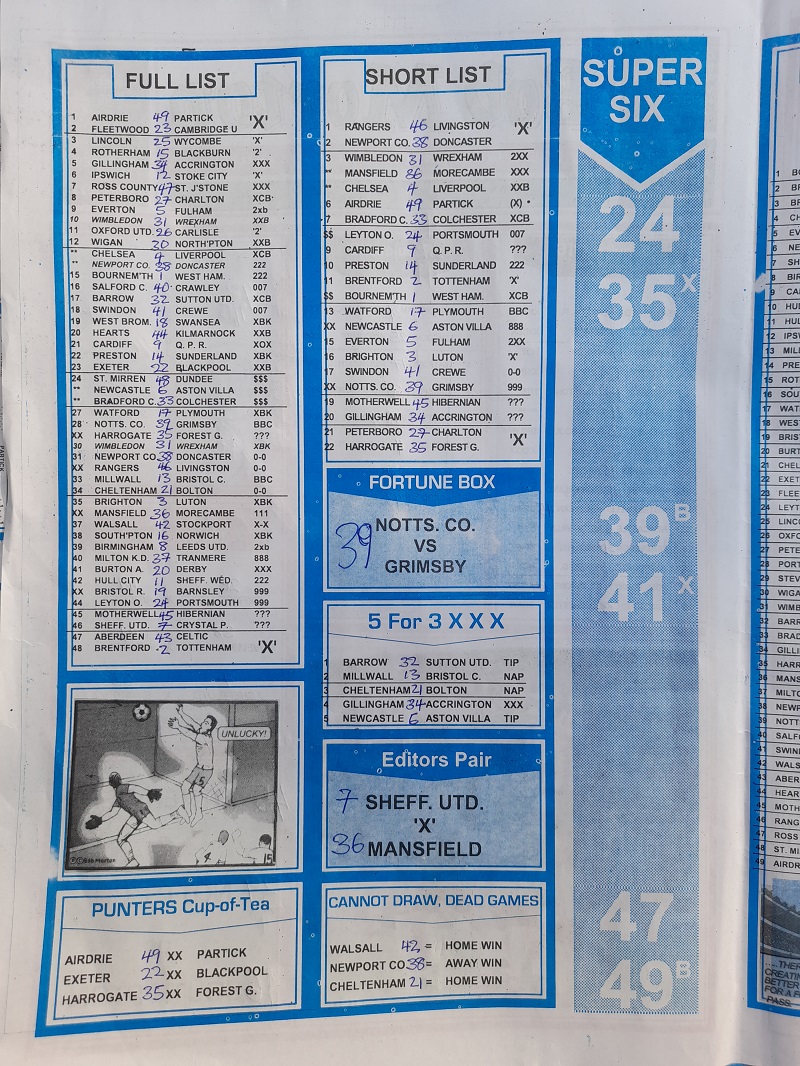 FULL LIST
1 AIRDRIE 49 PARTICK 'X'
2 FLEETWOOD 23 CAMBRIDGE U
3 LINCOLN 25 WYCOMBE 'X'
4 ROTHERHAM 15 BLACKBURN '2'
5 GILLINGHAM 34 ACCRINGTON XXX
6 IPSWICH 12 STOKE CITY 'X'
7 ROSS COUNTY 47 ST. J'STONE XXX
8 PETERBORO 27 CHARLTON XCB
9 EVERTON 5 FULHAM 2xb
10 WIMBLEDON 31 WREXHAM XXB
11 OXFORD UTD. 26 CARLISLE '2'
12 WIGAN 30 NORTH'PTON XXB
** CHELSEA 4 LIVERPOOL XCB
** NEWPORT CO. 38 DONCASTER 222
15 BOURNEM'TH 1 WEST HAM. 222
16 SALFORD C. 40 CRAWLEY 007
17 BARROW 32 SUTTON UTD. XCB
18 SWINDON 41 CREWE 007
19 WEST BROM. 18 SWANSEA XBK
20 HEARTS 44 KILMARNOCK XXB
21 CARDIFF 9 Q. P. R. XOX
22 PRESTON 14 SUNDERLAND XBK
23 EXETER 22 BLACKPOOL XXB
24 ST. MIRREN 48 DUNDEE $$$
** NEWCASTLE 6 ASTON VILLA $$$
** BRADFORD C. 33 COLCHESTER $$$
27 WATFORD 17 PLYMOUTH XBK
28 NOTTS. CO. 39 GRIMSBY BBC
XX HARROGATE 35 FOREST G. ???
30 WIMBLEDON 31 WREXHAM XBK
31 NEWPORT CO. 38 DONCASTER 0-0
XX RANGERS 46 LIVINGSTON 0-0
33 MILLWALL 13 BRISTOL C. BBC
34 CHELTENHAM 21 BOLTON 0-0
35 BRIGHTON 3 LUTON XBK
XX MANSFIELD 36 MORECAMBE 111
37 WALSALL 42 STOCKPORT X-X
38 SOUTH'PTON 16 NORWICH XBK
39 BIRMINGHAM 8 LEEDS UTD. 2xb
40 MILTON K.D. 37 TRANMERE 888
41 BURTON A. 20 DERBY XXX
42 HULL CITY 11 SHEFF. WED. 222
XX BRISTOL R. 19 BARNSLEY 999
44 LEYTON O. 24 PORTSMOUTH 999
45 MOTHERWELL 45 HIBERNIAN ???
46 SHEFF. UTD. 7 CRYSTAL P. ???
47 ABERDEEN 43 CELTIC
48 BRENTFORD 2 TOTTENHAM 'X'
UNLUCKY!
5
4
15
© Bob Morton
PUNTERS Cup-of-Tea
AIRDRIE 49 XX PARTICK
EXETER 22 XX BLACKPOOL
HARROGATE 35 XX FOREST G.
SHORT LIST
1 RANGERS 46 LIVINGSTON 'X'
2 NEWPORT CO. 38 DONCASTER
3 WIMBLEDON 31 WREXHAM 2XX
** MANSFIELD 36 MORECAMBE XXX
** CHELSEA 4 LIVERPOOL XXB
6 AIRDRIE 49 PARTICK (X) *
7 BRADFORD C. 33 COLCHESTER XCB
$$ LEYTON O. 24 PORTSMOUTH 007
9 CARDIFF 9 Q. P. R. ???
10 PRESTON 14 SUNDERLAND 222
11 BRENTFORD 2 TOTTENHAM 'X'
$$ BOURNEM'TH 1 WEST HAM. XCB
13 WATFORD 17 PLYMOUTH BBC
XX NEWCASTLE 6 ASTON VILLA 888
15 EVERTON 5 FULHAM 2XX
16 BRIGHTON 3 LUTON 'X'
17 SWINDON 41 CREWE 0-0
XX NOTTS. CO. 39 GRIMSBY 999
19 MOTHERWELL 45 HIBERNIAN ???
20 GILLINGHAM 34 ACCRINGTON ???
21 PETERBORO 27 CHARLTON 'X'
22 HARROGATE 35 FOREST G.
FORTUNE BOX
39 NOTTS. CO.
VS
GRIMSBY
5 For 3 X X X
1 BARROW 32 SUTTON UTD. TIP
2 MILLWALL 13 BRISTOL C. NAP
3 CHELTENHAM 21 BOLTON NAP
4 GILLINGHAM 34 ACCRINGTON XXX
5 NEWCASTLE 6 ASTON VILLA TIP
Editors Pair
7 SHEFF. UTD.
'X'
36 MANSFIELD
CANNOT DRAW, DEAD GAMES
WALSALL 42 = HOME WIN
NEWPORT CO 38 = AWAY WIN
CHELTENHAM 21 = HOME WIN
SUPER
SIX
24
35 X
39 B
41 X
47
49 B